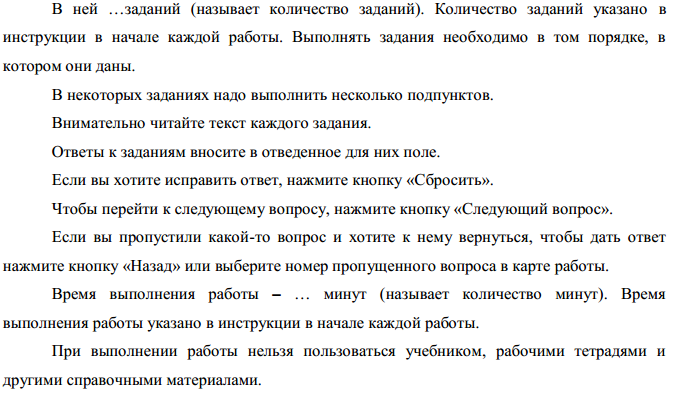 В ней …заданий (называет количество заданий). Количество заданий указано в
инструкции в начале каждой работы. Выполнять задания необходимо в том порядке, в
котором они даны.
В некоторых заданиях надо выполнить несколько подпунктов.
Внимательно читайте текст каждого задания.
Ответы к заданиям вносите в отведенное для них поле.
Если вы хотите исправить ответ, нажмите кнопку «Сбросить».
Чтобы перейти к следующему вопросу, нажмите кнопку «Следующий вопрос».
Если вы пропустили какой-то вопрос и хотите к нему вернуться, чтобы дать ответ
нажмите кнопку «Назад» или выберите номер пропущенного вопроса в карте работы.
Время выполнения работы – … минут (называет количество минут). Время
выполнения работы указано в инструкции в начале каждой работы.
При выполнении работы нельзя пользоваться учебником, рабочими тетрадями и
другими справочными материалами.